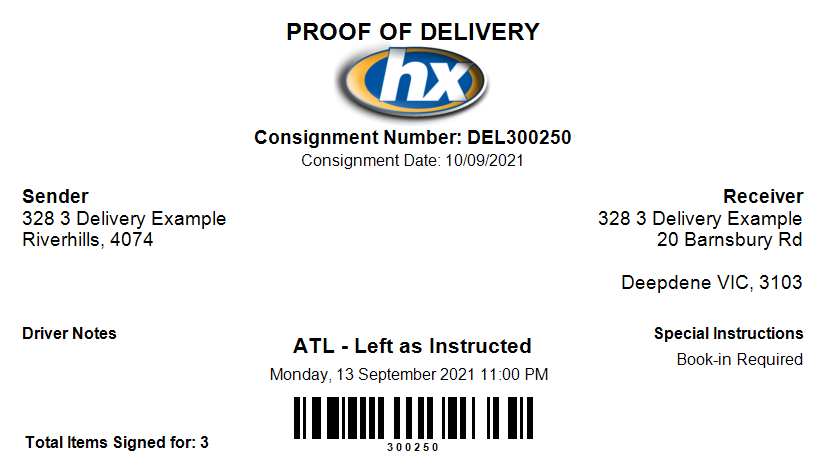 PROOF OF DELIVERY
hx
Consignment Number: DEL300250
Consignment Date: 10/09/2021
Sender
328 3 Delivery Example
Riverhills, 4074
Receiver
328 3 Delivery Example
20 Barnsbury Rd
Deepdene VIC, 3103
Driver Notes
ATL - Left as Instructed
Monday, 13 September 2021 11:00 PM
Special Instructions
Book-in Required
300250
Total Items Signed for: 3